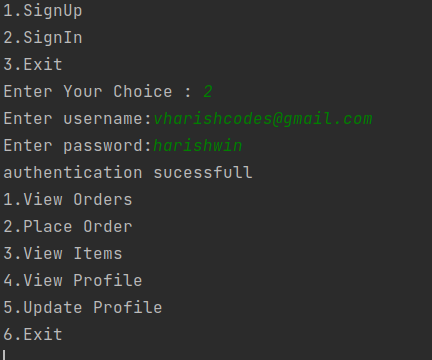 1.SignUp
2.SignIn
3.Exit
Enter Your Choice : 2
Enter username:vharishcodes@gmail.com
Enter password:harishwin
authentication sucessfull
1.View Orders
2.Place Order
3.View Items
4.View Profile
5.Update Profile
6.Exit